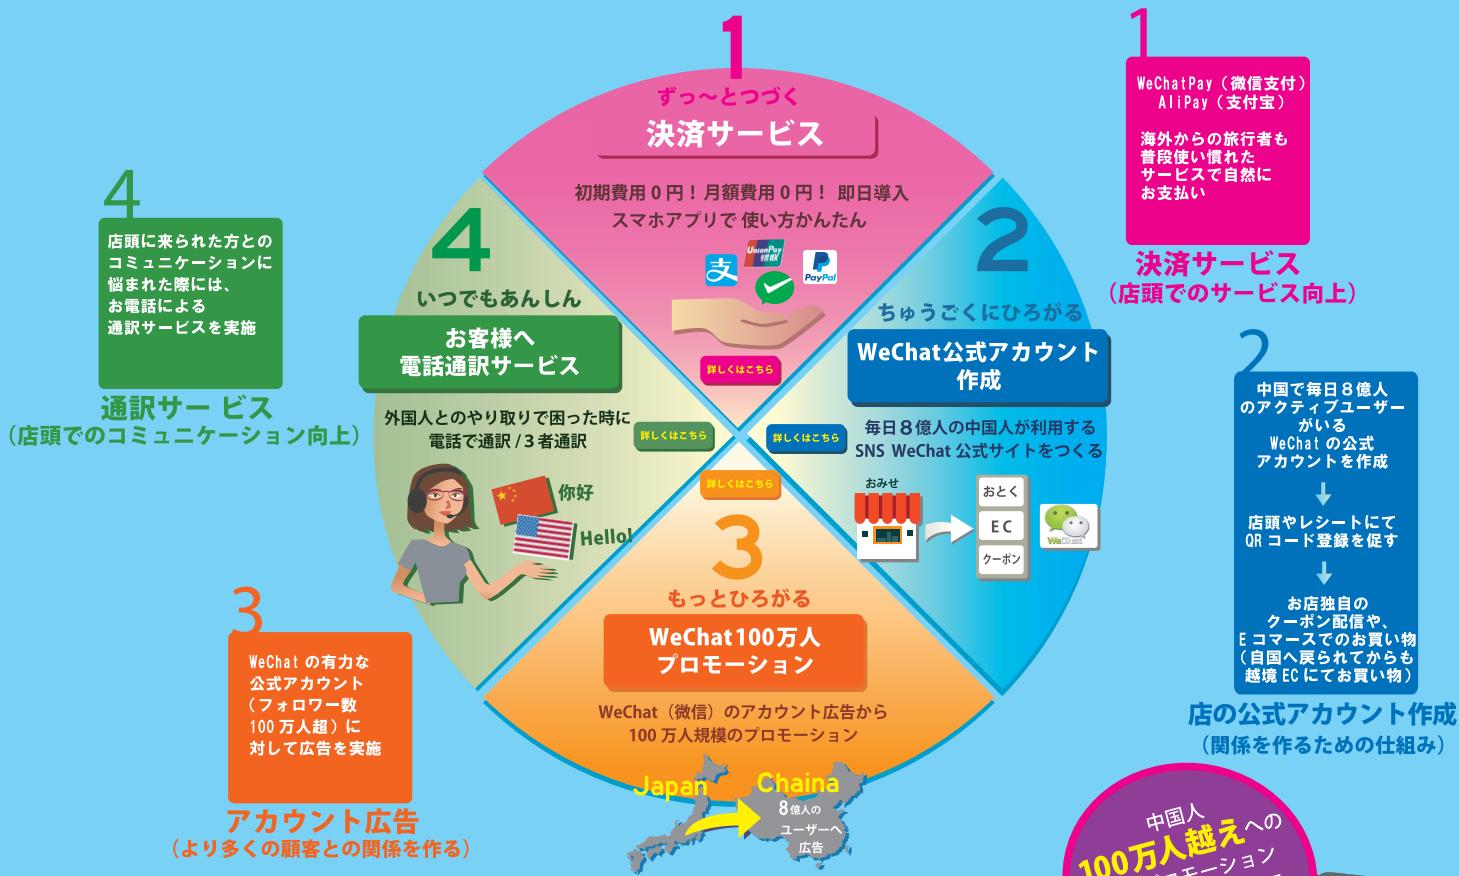 1
ずっ～とつづく
決済サービス
初期費用0円！月額費用0円！ 即日導入
スマホアプリで 使い方かんたん
支
UnionPay
银联
PayPal
詳しくはこちら
2
ちゅうごくにひろがる
WeChat公式アカウント
作成
毎日8億人の中国人が利用する
SNS WeChat 公式サイトをつくる
詳しくはこちら
おみせ
おとく
EC
クーポン
WeChat
3
もっとひろがる
WeChat100万人
プロモーション
WeChat（微信）のアカウント広告から
100 万人規模のプロモーション
詳しくはこちら
Japan
Chaina
8億人の
ユーザーへ
広告
4
いつでもあんしん
お客様へ
電話通訳サービス
外国人とのやり取りで困った時に
電話で通訳 / 3 者通訳
詳しくはこちら
你好
Hello!
1
WeChatPay（微信支付）
AliPay（支付宝）
海外からの旅行者も
普段使い慣れた
サービスで自然に
お支払い
決済サービス
（店頭でのサービス向上）
2
中国で毎日８億人
のアクティブユーザー
がいる
WeChat の公式
アカウントを作成
店頭やレシートにて
QR コード登録を促す
お店独自の
クーポン配信や、
E コマースでのお買い物
（自国へ戻られてからも
越境 EC にてお買い物）
店の公式アカウント作成
（関係を作るための仕組み）
3
WeChat の有力な
公式アカウント
（フォロワー数
100 万人超）に
対して広告を実施
アカウント広告
（より多くの顧客との関係を作る）
4
店頭に来られた方との
コミュニケーションに
悩まれた際には、
お電話による
通訳サービスを実施
通訳サービス
（店頭でのコミュニケーション向上）
中国人
100万人越えへの
プロモーション